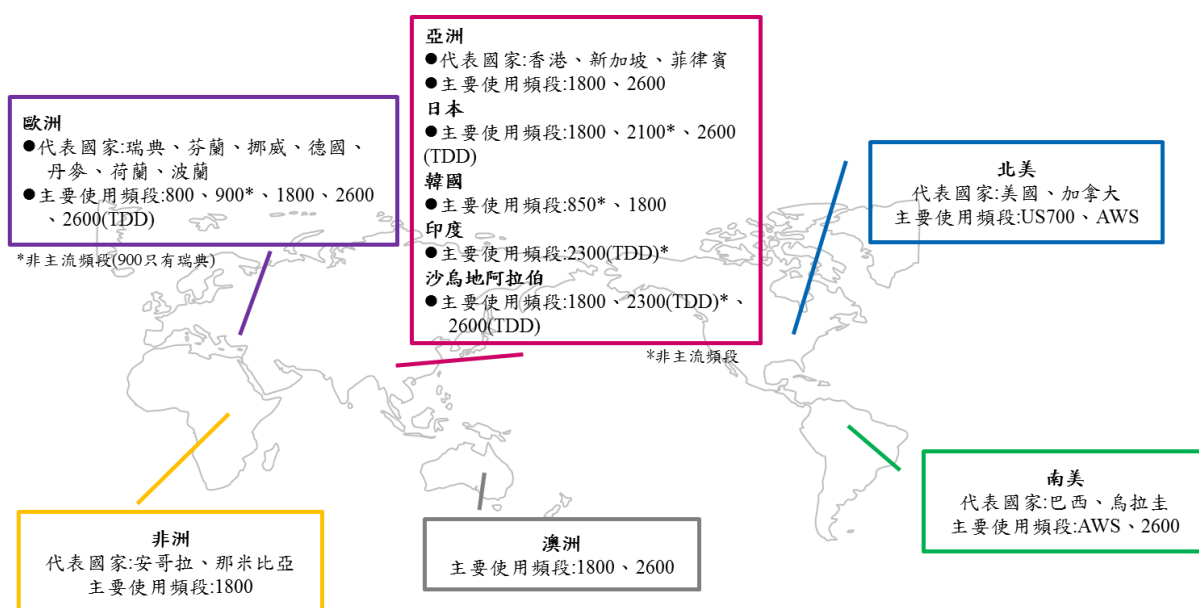 歐洲
●代表國家:瑞典、芬蘭、挪威、德國、
丹麥、荷蘭、波蘭
●主要使用頻段:800、900*、1800、2600
、2600(TDD)
*非主流頻段(900只有瑞典)
亞洲
●代表國家:香港、新加坡、菲律賓
●主要使用頻段:1800、2600
日本
●主要使用頻段:1800、2100*、2600
(TDD)
韓國
●主要使用頻段:850*、1800
印度
●主要使用頻段:2300(TDD)*
沙烏地阿拉伯
●主要使用頻段:1800、2300(TDD)*、
2600(TDD)
*非主流頻段
北美
代表國家:美國、加拿大
主要使用頻段:US700、AWS
非洲
代表國家:安哥拉、那米比亞
主要使用頻段:1800
澳洲
主要使用頻段:1800、2600
南美
代表國家:巴西、烏拉圭
主要使用頻段:AWS、2600